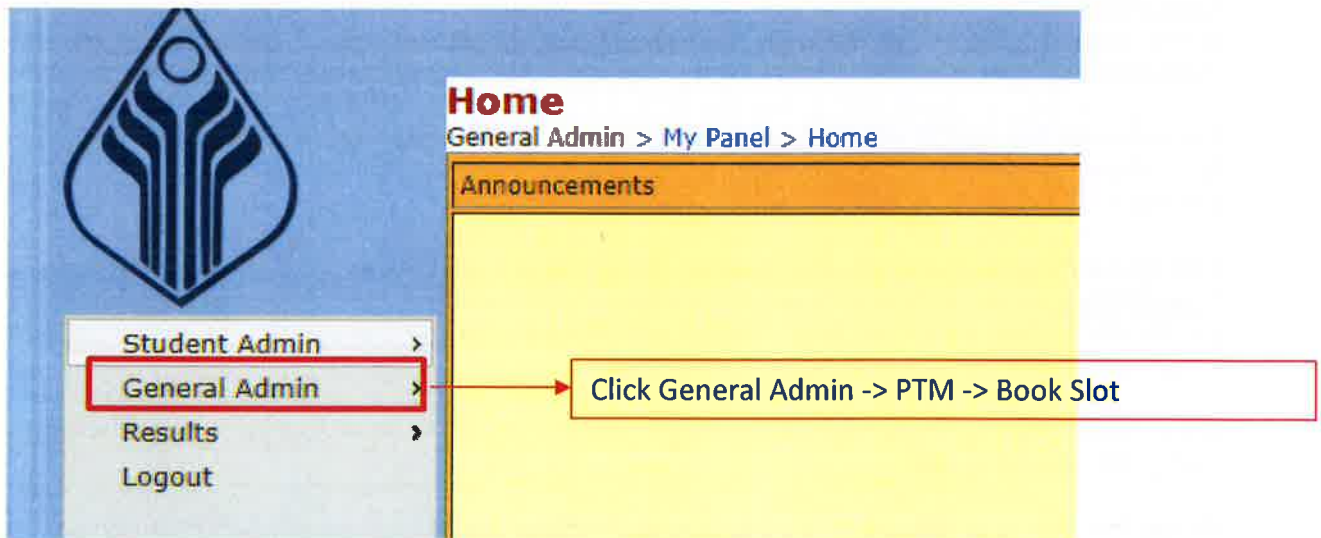 Home
General Admin > My Panel > Home
Announcements
Student Admin >
General Admin >
Click General Admin -> PTM -> Book Slot
Results >
Logout